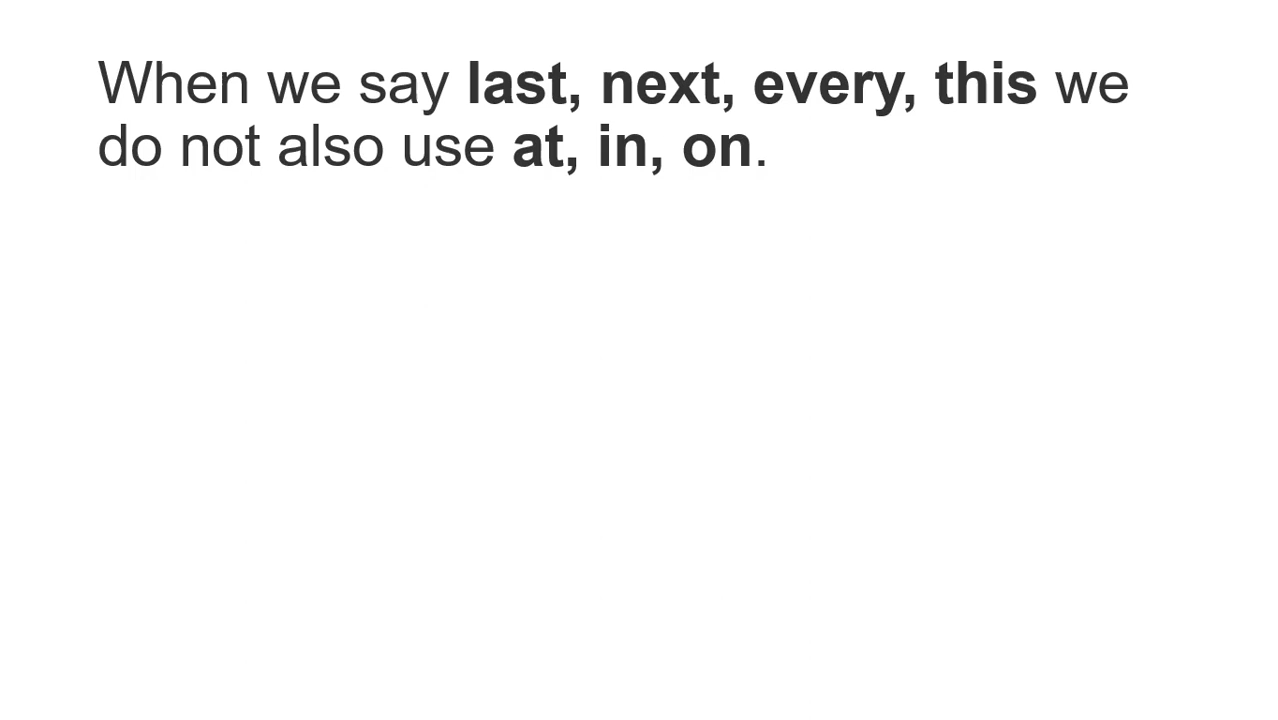 When we say last, next, every, this we
do not also use at, in, on.